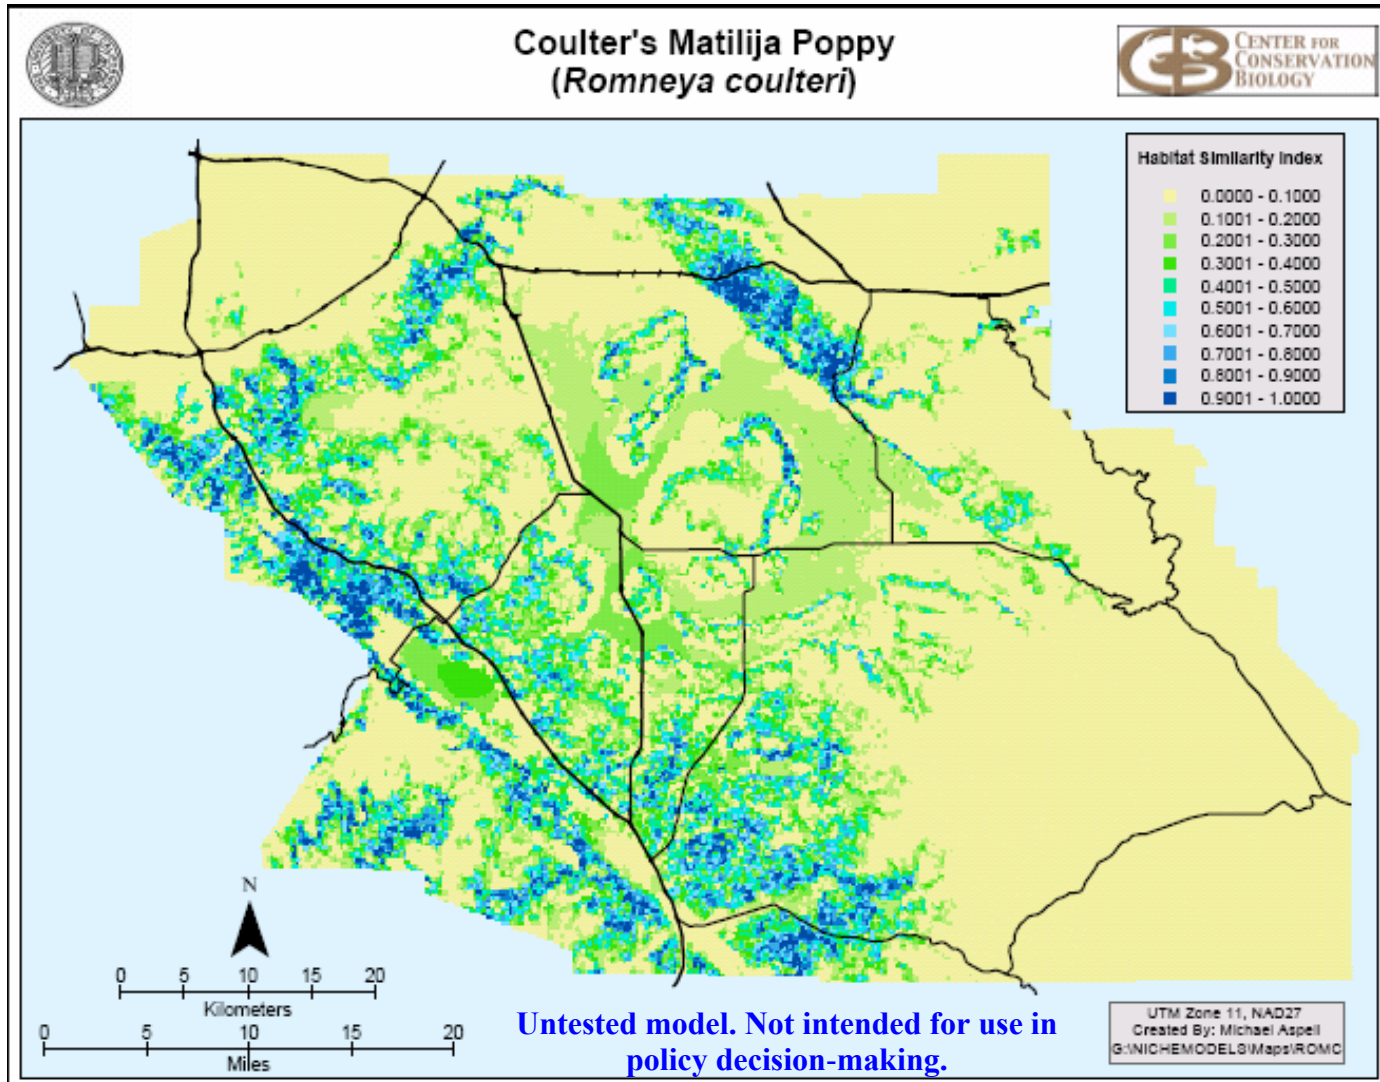 Coulter's Matilija Poppy
(Romneya coulteri)
CENTER FOR
CONSERVATION
BIOLOGY
Habitat Similarity Index
0.0000 - 0.1000
0.1001 - 0.2000
0.2001 - 0.3000
0.3001 - 0.4000
0.4001 - 0.5000
0.5001 - 0.6000
0.6001 - 0.7000
0.7001 - 0.8000
0.8001 - 0.9000
0.9001 - 1.0000
N
0 5 10 15 20
Kilometers
0 5 10 15 20
Miles
Untested model. Not intended for use in
policy decision-making.
UTM Zone 11, NAD27
Created By: Michael Aspell
G:\NICHEMODELS\Maps\ROMC